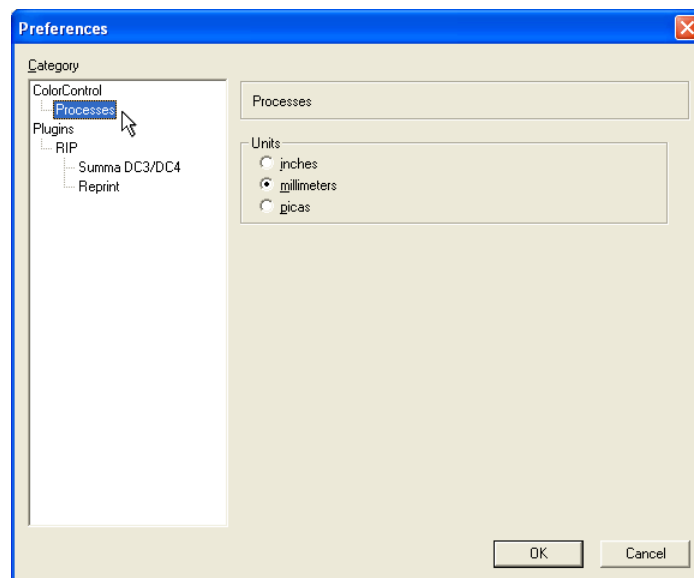 Preferences
Category
ColorControl
Processes
Plugins
RIP
Summa DC3/DC4
Reprint
Processes
Units
inches
millimeters
picas
OK
Cancel